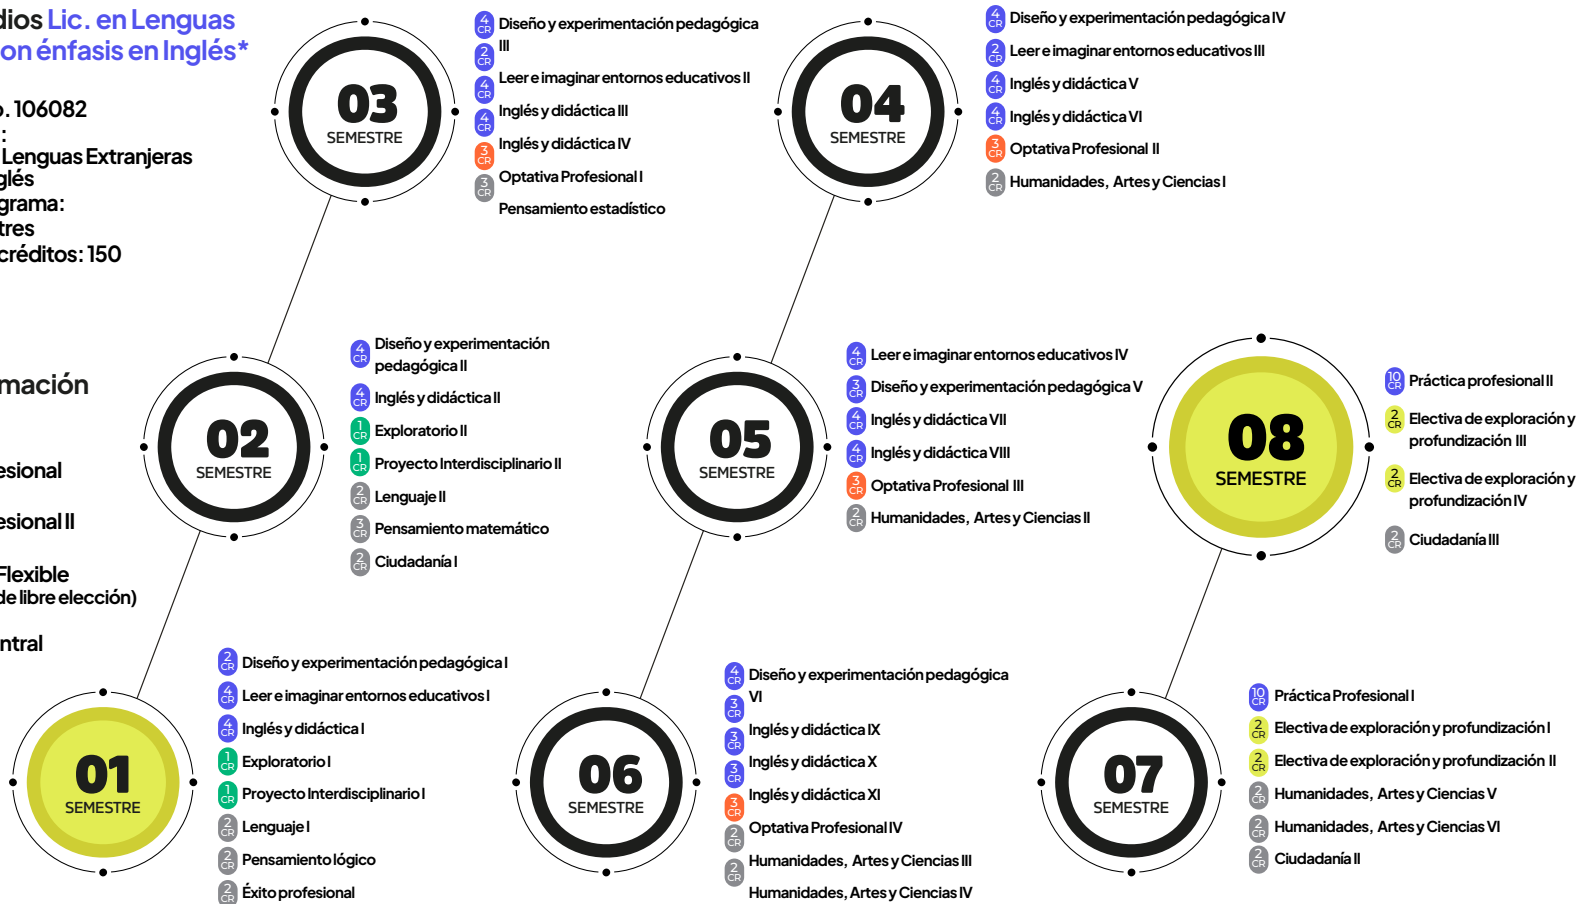 dios Lic. en Lenguas
on énfasis en Inglés*
o. 106082
:
Lenguas Extranjeras
glés
grama:
tres
créditos: 150
mación
esional
esional II
Flexible
de libre elección)
ntral
03
SEMESTRE
4 CR Diseño y experimentación pedagógica
III
2 CR
Leer e imaginar entornos educativos II
4 CR
Inglés y didáctica III
4 CR
Inglés y didáctica IV
3 CR
Optativa Profesional I
3 CR
Pensamiento estadístico
04
SEMESTRE
4 CR Diseño y experimentación pedagógica IV
2 CR Leer e imaginar entornos educativos III
4 CR Inglés y didáctica V
4 CR Inglés y didáctica VI
3 CR Optativa Profesional II
2 CR Humanidades, Artes y Ciencias I
02
SEMESTRE
4 CR Diseño y experimentación
pedagógica II
4 CR Inglés y didáctica II
1 CR Exploratorio II
1 CR Proyecto Interdisciplinario II
2 CR Lenguaje II
3 CR Pensamiento matemático
2 CR Ciudadanía I
05
SEMESTRE
4 CR Leer e imaginar entornos educativos IV
3 CR Diseño y experimentación pedagógica V
4 CR Inglés y didáctica VII
4 CR Inglés y didáctica VIII
3 CR Optativa Profesional III
2 CR Humanidades, Artes y Ciencias II
08
SEMESTRE
10 CR Práctica profesional II
2 CR Electiva de exploración y
profundización III
2 CR Electiva de exploración y
profundización IV
2 CR Ciudadanía III
01
SEMESTRE
2 CR Diseño y experimentación pedagógica I
4 CR Leer e imaginar entornos educativos I
4 CR Inglés y didáctica I
1 CR Exploratorio I
1 CR Proyecto Interdisciplinario I
2 CR Lenguaje I
2 CR Pensamiento lógico
2 CR Éxito profesional
06
SEMESTRE
4 CR Diseño y experimentación pedagógica
VI
3 CR
Inglés y didáctica IX
3 CR
Inglés y didáctica X
3 CR
Inglés y didáctica XI
3 CR
Optativa Profesional IV
2 CR
Humanidades, Artes y Ciencias III
2 CR
Humanidades, Artes y Ciencias IV
07
SEMESTRE
10 CR Práctica Profesional I
2 CR Electiva de exploración y profundización I
2 CR Electiva de exploración y profundización II
2 CR Humanidades, Artes y Ciencias V
2 CR Humanidades, Artes y Ciencias VI
2 CR Ciudadanía II